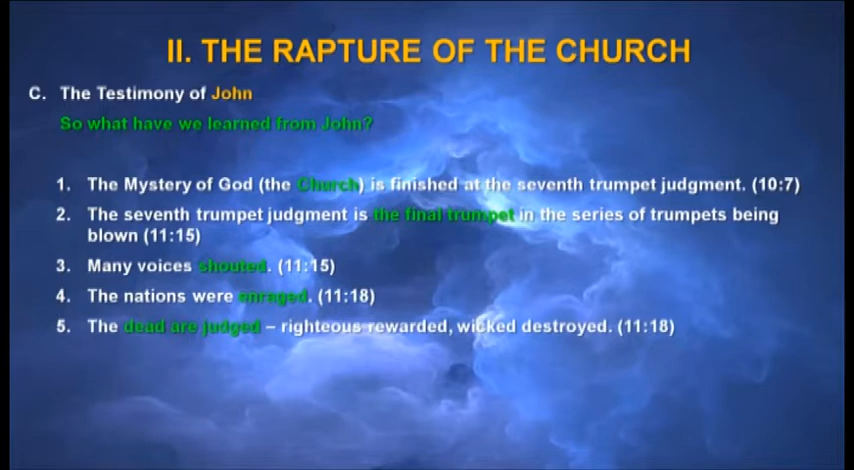 II. THE RAPTURE OF THE CHURCH
C. The Testimony of John
So what have we learned from John?
1. The Mystery of God (the Church) is finished at the seventh trumpet judgment. (10:7)
2. The seventh trumpet judgment is the final trumpet in the series of trumpets being
blown (11:15)
3. Many voices shouted. (11:15)
4. The nations were enraged. (11:18)
5. The dead are judged – righteous rewarded, wicked destroyed. (11:18)